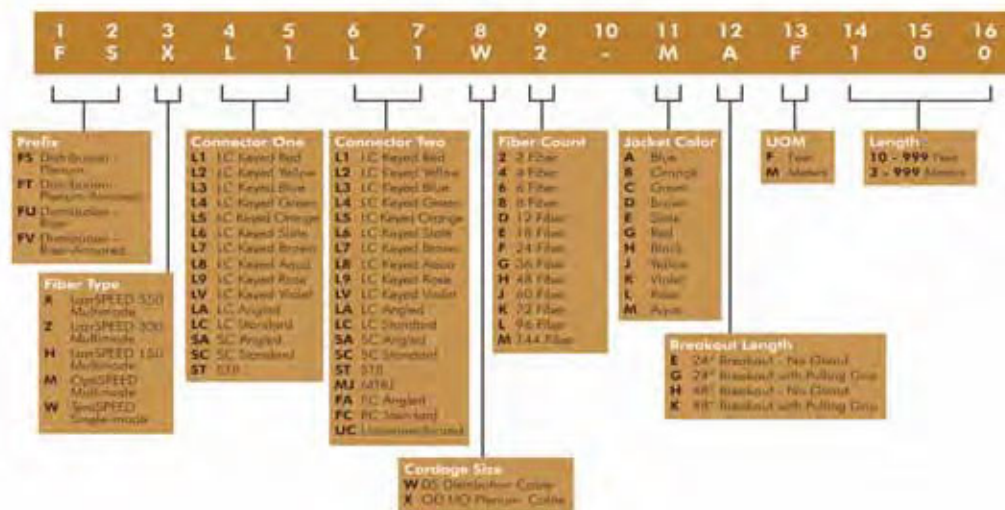 1 2 3 4 5 6 7 8 9 10 11 12 13 14 15 16
F S X L 1 L 1 W 2 - M A F 1 0 0
Prefix
FS Distribution - Plenum
FT Distribution - Plenum-Armored
FU Distribution - Riser
FV Distribution - Riser-Armored
Fiber Type
X LazrSPEED 550
Multimode
Z LazrSPEED 300
Multimode
H LazrSPEED 150
Multimode
M OptiSPEED
Multimode
W TeraSPEED
Single-mode
Connector One
L1 LC Keyed Red
L2 LC Keyed Yellow
L3 LC Keyed Blue
L4 LC Keyed Green
L5 LC Keyed Orange
L6 LC Keyed Slate
L7 LC Keyed Brown
L8 LC Keyed Aqua
L9 LC Keyed Rose
LV LC Keyed Violet
LA LC Angled
LC LC Standard
SA SC Angled
SC SC Standard
ST STII
Connector Two
L1 LC Keyed Red
L2 LC Keyed Yellow
L3 LC Keyed Blue
L4 LC Keyed Green
L5 LC Keyed Orange
L6 LC Keyed Slate
L7 LC Keyed Brown
L8 LC Keyed Aqua
L9 LC Keyed Rose
LV LC Keyed Violet
LA LC Angled
LC LC Standard
SA SC Angled
SC SC Standard
ST STII
MJ MTRJ
FA FC Angled
FC FC Standard
UC Unconnectorized
Cordage Size
W DS Distribution Cable
X OD HQ Plenum Cable
Fiber Count
2 2 Fiber
4 4 Fiber
6 6 Fiber
8 8 Fiber
D 12 Fiber
E 18 Fiber
F 24 Fiber
G 36 Fiber
H 48 Fiber
J 60 Fiber
K 72 Fiber
L 96 Fiber
M 144 Fiber
Jacket Color
A Blue
B Orange
C Green
D Brown
E Slate
G Red
H Black
J Yellow
K Violet
L Rose
M Aqua
Breakout Length
E 24" Breakout - No Gland
G 24" Breakout with Pulling Grip
H 48" Breakout - No Gland
K 48" Breakout with Pulling Grip
UOM
F Feet
M Meters
Length
10 - 999 Feet
3 - 999 Meters